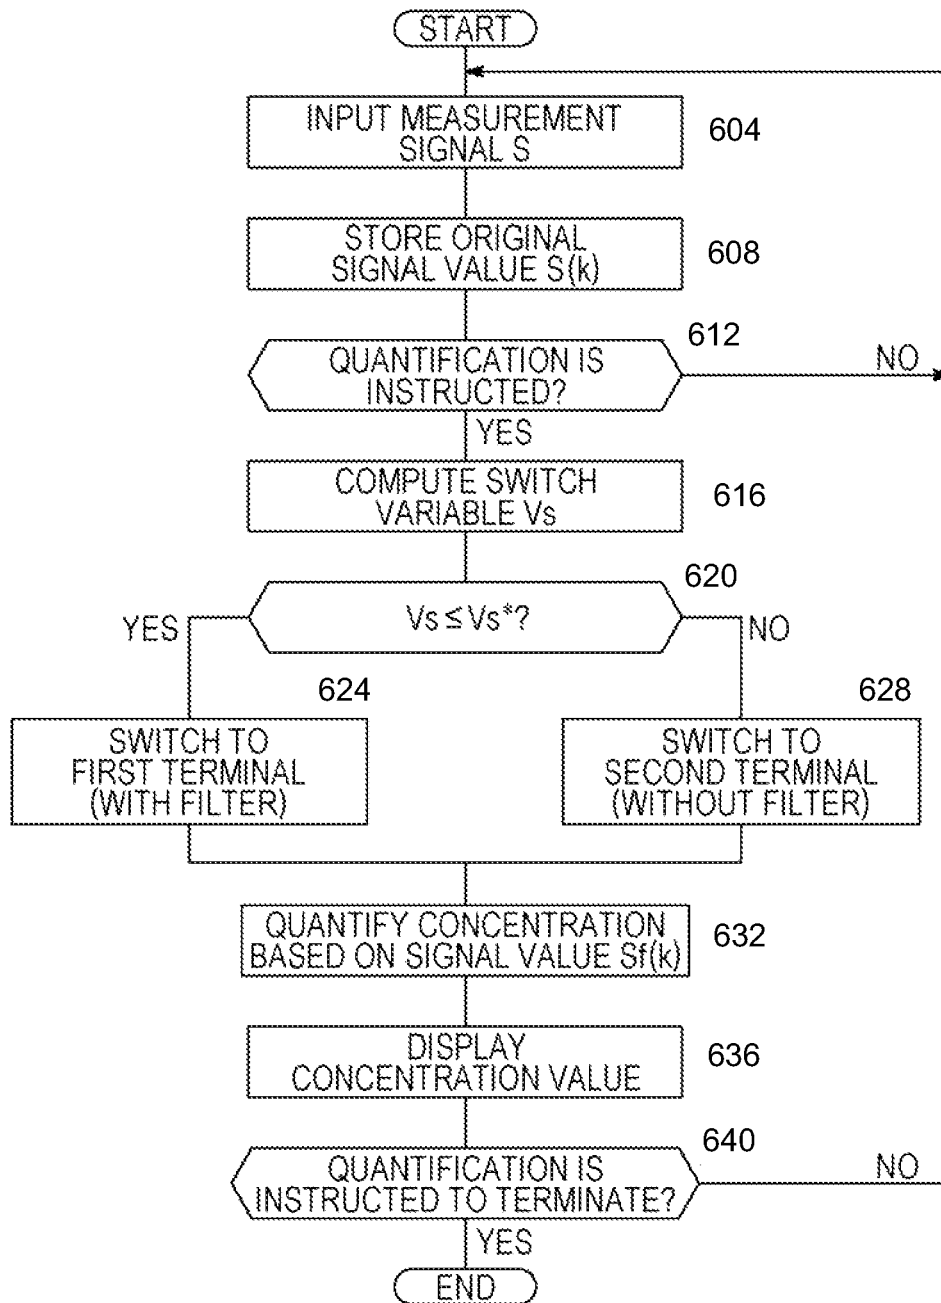 START
INPUT MEASUREMENT
SIGNAL S
604
STORE ORIGINAL
SIGNAL VALUE S(k)
608
612
QUANTIFICATION IS
INSTRUCTED?
NO
YES
COMPUTE SWITCH
VARIABLE Vs
616
620
Vs ≤ Vs*?
YES
NO
624
628
SWITCH TO
FIRST TERMINAL
(WITH FILTER)
SWITCH TO
SECOND TERMINAL
(WITHOUT FILTER)
QUANTIFY CONCENTRATION
BASED ON SIGNAL VALUE Sf(k)
632
DISPLAY
CONCENTRATION VALUE
636
640
QUANTIFICATION IS
INSTRUCTED TO TERMINATE?
NO
YES
END